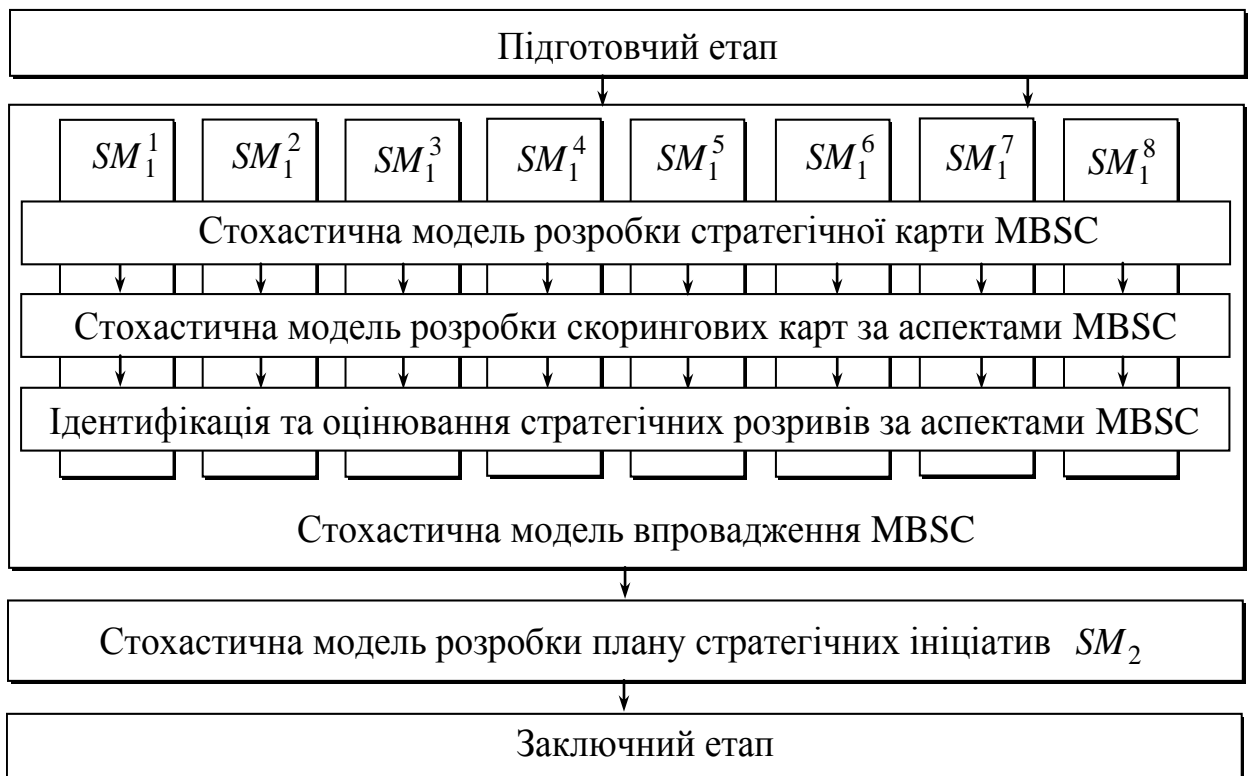 Підготовчий етап
SM₁¹ SM₁² SM₁³ SM₁⁴ SM₁⁵ SM₁⁶ SM₁⁷ SM₁⁸
Стохастична модель розробки стратегічної карти MBSC
Стохастична модель розробки скорингових карт за аспектами MBSC
Ідентифікація та оцінювання стратегічних розривів за аспектами MBSC
Стохастична модель впровадження MBSC
Стохастична модель розробки плану стратегічних ініціатив SM₂
Заключний етап